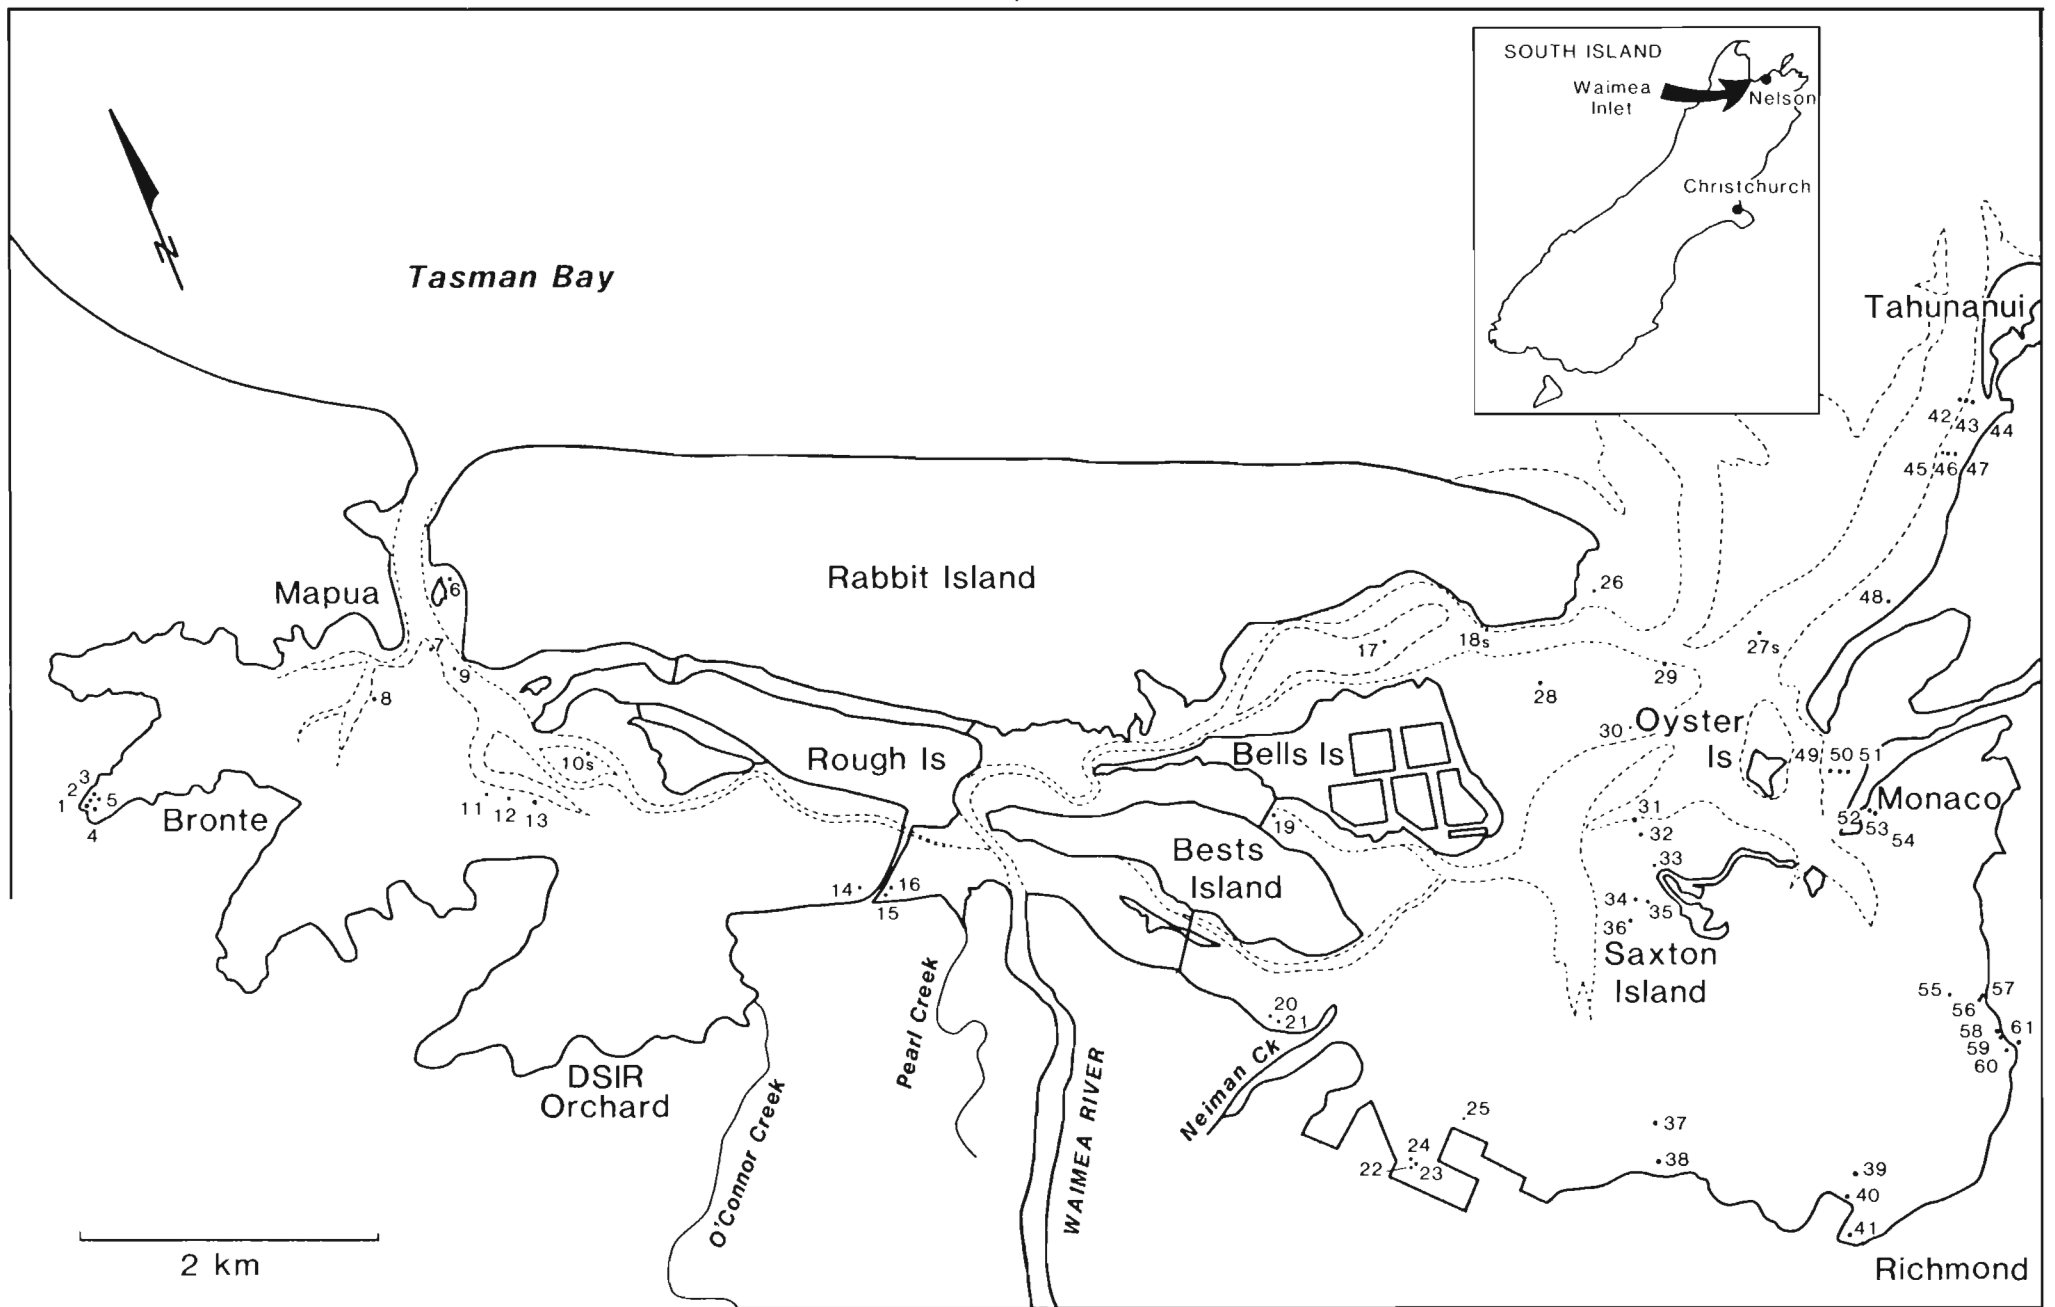 SOUTH ISLAND
Waimea
Inlet
Nelson
Christchurch
N
Tasman Bay
Tahunanui
42
43
44
45
46
47
Rabbit Island
Mapua
6
26
48
7
9
8
17
18s
27s
28
29
30
Oyster
Is
Rough Is
Bells Is
10s
49
50
51
3
2
1
5
4
Bronte
11
12
13
Monaco
52
53
54
31
32
19
Bests
Island
33
14
16
15
34
35
36
Saxton
Island
55
57
56
58
61
59
60
20
21
Pearl Creek
Neiman Ck
WAIMEA RIVER
DSIR
Orchard
O'Connor Creek
25
24
22
23
37
38
39
40
41
2 km
Richmond